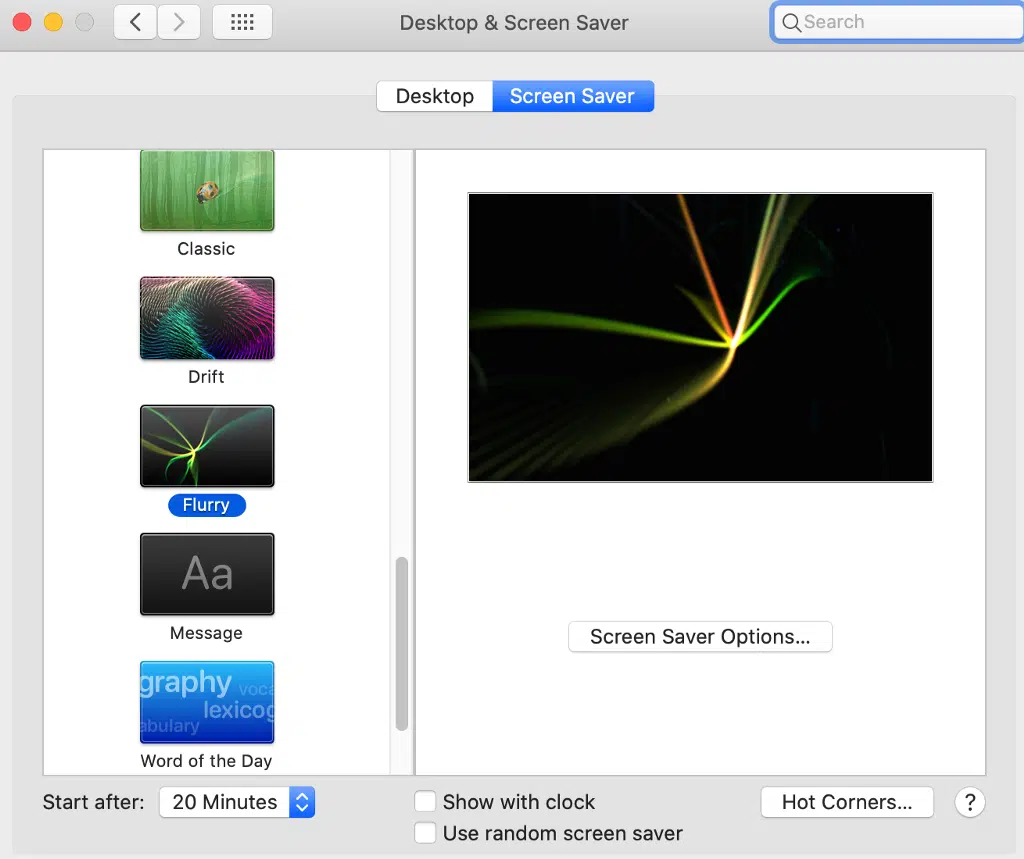 Desktop & Screen Saver
Search
Desktop
Screen Saver
Classic
Drift
Flurry
Aa
Message
graphy voca
lexicog
abulary
Word of the Day
Screen Saver Options...
Start after: 20 Minutes
Show with clock
Hot Corners...
?
Use random screen saver